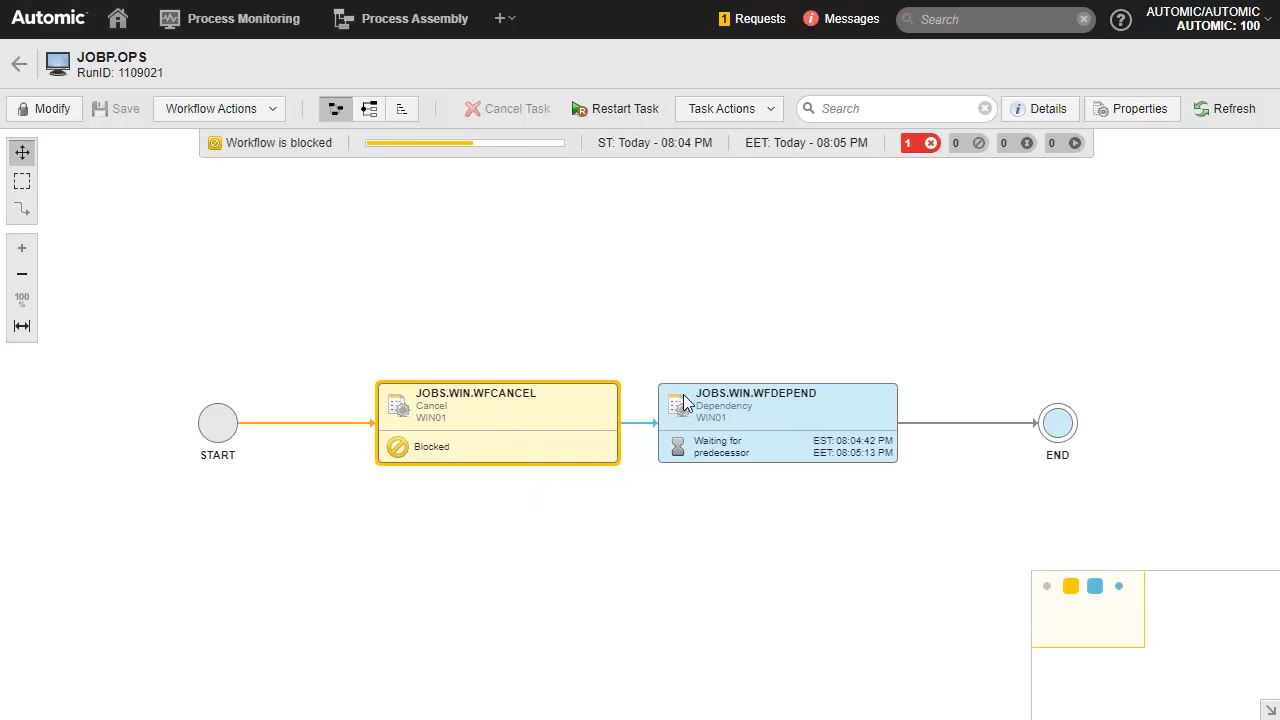 Automic
Process Monitoring
Process Assembly
1 Requests
Messages
Search
AUTOMIC/AUTOMIC
AUTOMIC: 100
JOBP.OPS
RunID: 1109021
Modify
Save
Workflow Actions
Cancel Task
Restart Task
Task Actions
Search
Details
Properties
Refresh
Workflow is blocked
ST: Today - 08:04 PM
EET: Today - 08:05 PM
1
0
0
0
100
%
START
JOBS.WIN.WFCANCEL
Cancel
WIN01
Blocked
JOBS.WIN.WFDEPEND
Dependency
WIN01
Waiting for
predecessor
EST: 08:04:42 PM
EET: 08:05:13 PM
END